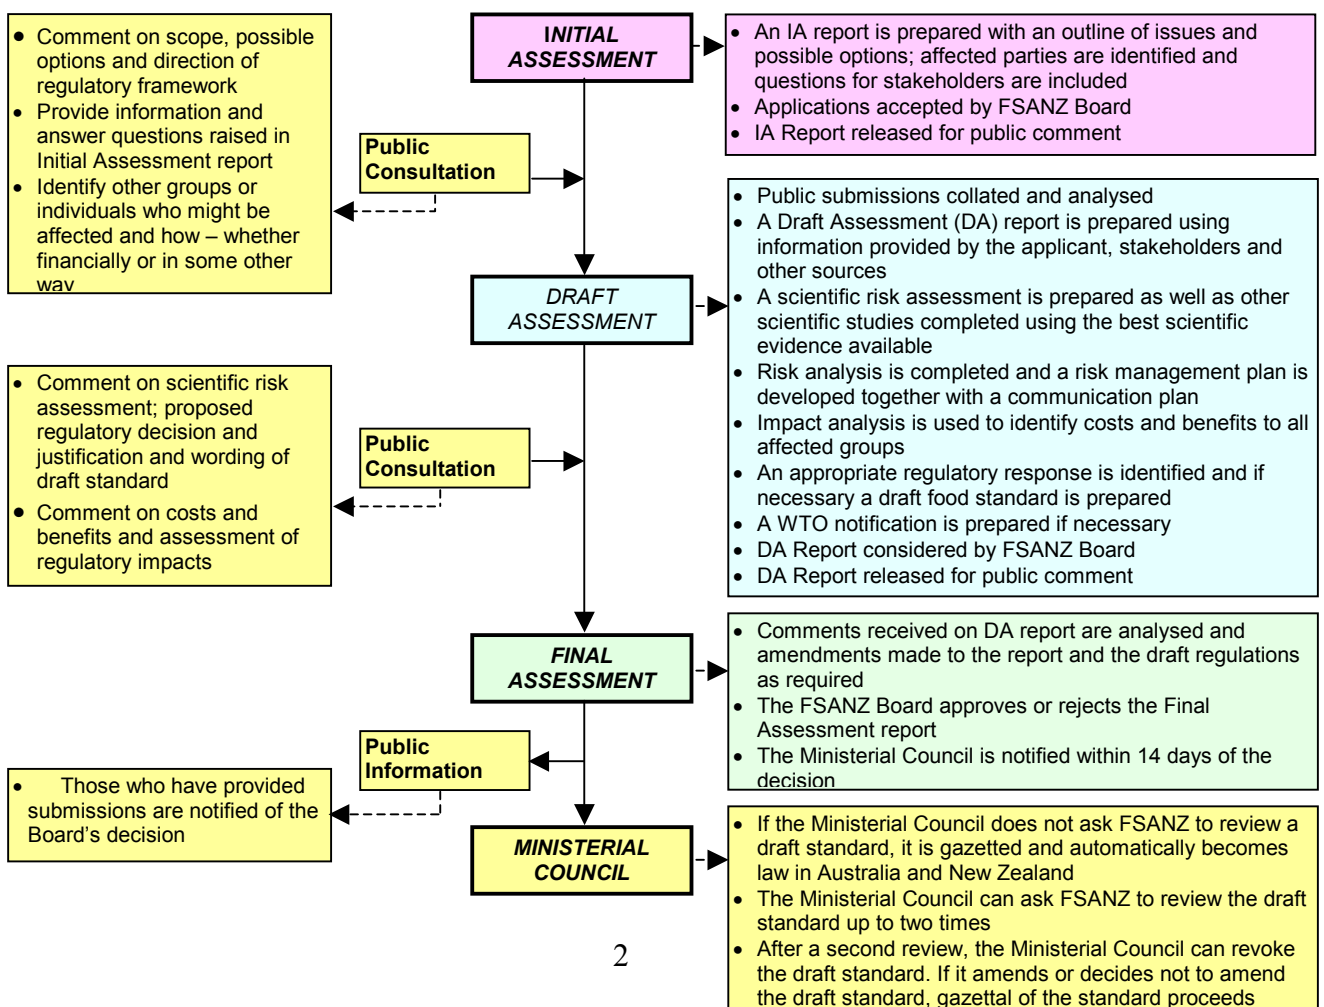 • Comment on scope, possible
options and direction of
regulatory framework
• Provide information and
answer questions raised in
Initial Assessment report
• Identify other groups or
individuals who might be
affected and how – whether
financially or in some other
way
INITIAL
ASSESSMENT
• An IA report is prepared with an outline of issues and
possible options; affected parties are identified and
questions for stakeholders are included
• Applications accepted by FSANZ Board
• IA Report released for public comment
Public
Consultation
DRAFT
ASSESSMENT
• Public submissions collated and analysed
• A Draft Assessment (DA) report is prepared using
information provided by the applicant, stakeholders and
other sources
• A scientific risk assessment is prepared as well as other
scientific studies completed using the best scientific
evidence available
• Risk analysis is completed and a risk management plan is
developed together with a communication plan
• Impact analysis is used to identify costs and benefits to all
affected groups
• An appropriate regulatory response is identified and if
necessary a draft food standard is prepared
• A WTO notification is prepared if necessary
• DA Report considered by FSANZ Board
• DA Report released for public comment
• Comment on scientific risk
assessment; proposed
regulatory decision and
justification and wording of
draft standard
• Comment on costs and
benefits and assessment of
regulatory impacts
Public
Consultation
FINAL
ASSESSMENT
• Comments received on DA report are analysed and
amendments made to the report and the draft regulations
as required
• The FSANZ Board approves or rejects the Final
Assessment report
• The Ministerial Council is notified within 14 days of the
decision
Public
Information
• Those who have provided
submissions are notified of the
Board's decision
MINISTERIAL
COUNCIL
• If the Ministerial Council does not ask FSANZ to review a
draft standard, it is gazetted and automatically becomes
law in Australia and New Zealand
• The Ministerial Council can ask FSANZ to review the draft
standard up to two times
• After a second review, the Ministerial Council can revoke
the draft standard. If it amends or decides not to amend
the draft standard, gazettal of the standard proceeds
2